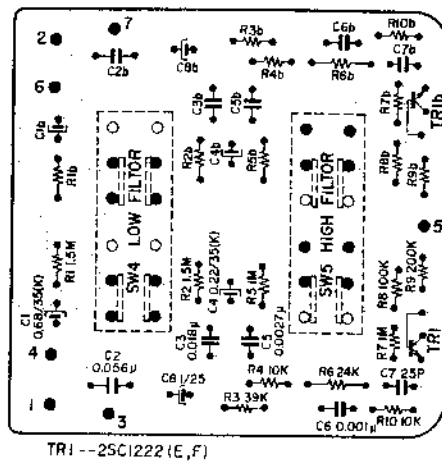 7
2
R3b
C6b
R10b
C2b
C8b
R4b
R6b
C7b
6
C3b
C5b
R7b
TR1b
C1b
R2b
C4b
R5b
R8b
R9b
R1b
LOW FILTOR
HIGH FILTOR
5
R1 1.5M
SW4
R2 1.5M
C4 0.22/35(K)
R5 1M
SW5
R8 100K
R9 200K
C1
0.68/35(K)
C3
0.018μ
C5
0.0027μ
R7 1M
TR1
4
C2
0.056μ
C8 1/25
R4 10K
R6 24K
C7 25P
1
3
R3 39K
C6 0.001μ
R10 10K
TR1--2SC1222(E,F)